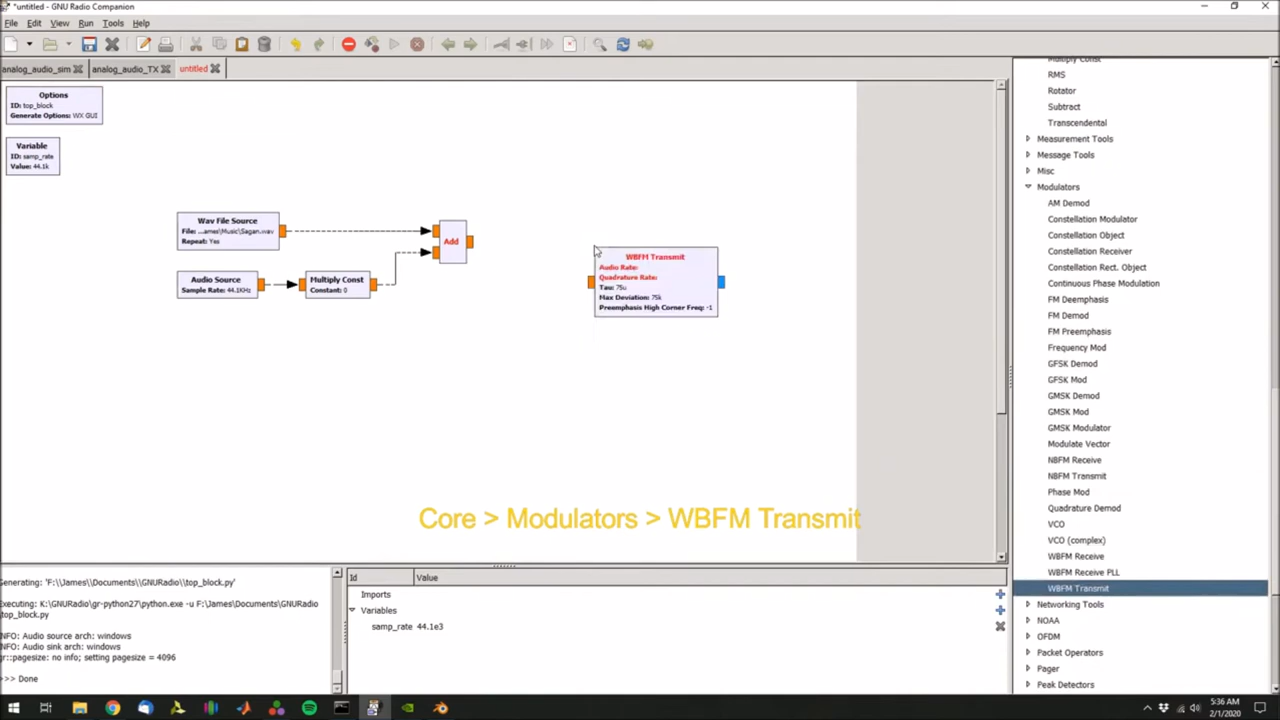 *untitled - GNU Radio Companion
File Edit View Run Tools Help
analog_audio_sim analog_audio_TX untitled
Options
ID: top_block
Generate Options: WX GUI
Variable
ID: samp_rate
Value: 44.1k
Wav File Source
File: ...ames\Music\Sagan.wav
Repeat: Yes
Audio Source
Sample Rate: 44.1KHz
Multiply Const
Constant: 0
Add
WBFM Transmit
Audio Rate:
Quadrature Rate:
Tau: 75u
Max Deviation: 75k
Preemphasis High Corner Freq: -1
Core > Modulators > WBFM Transmit
Multiply Const
RMS
Rotator
Subtract
Transcendental
Measurement Tools
Message Tools
Misc
Modulators
AM Demod
Constellation Modulator
Constellation Object
Constellation Receiver
Constellation Rect. Object
Continuous Phase Modulation
FM Deemphasis
FM Demod
FM Preemphasis
Frequency Mod
GFSK Demod
GFSK Mod
GMSK Demod
GMSK Mod
GMSK Modulator
Modulate Vector
NBFM Receive
NBFM Transmit
Phase Mod
Quadrature Demod
VCO
VCO (complex)
WBFM Receive
WBFM Receive PLL
WBFM Transmit
Networking Tools
NOAA
OFDM
Packet Operators
Pager
Peak Detectors
Generating: 'F:\\James\\Documents\\GNURadio\\top_block.py'
Executing: K:\GNURadio\gr-python27\python.exe -u F:\James\Documents\GNURadio
\top_block.py
INFO: Audio source arch: windows
INFO: Audio sink arch: windows
gr::pagesize: no info; setting pagesize = 4096
>>> Done
Id Value
Imports
Variables
samp_rate 44.1e3
5:36 AM
2/1/2020